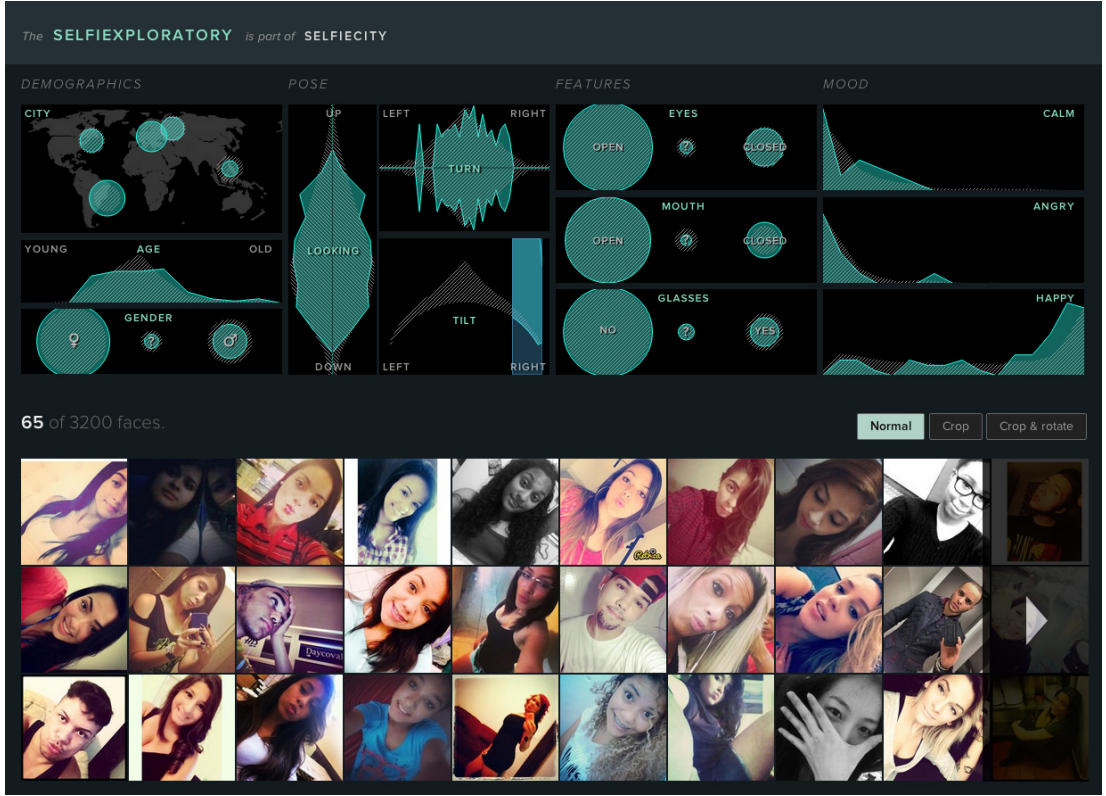 The SELFIEXPLORATORY is part of SELFIECITY
DEMOGRAPHICS
POSE
FEATURES
MOOD
CITY
YOUNG AGE OLD
GENDER
♀ ? ♂
UP
LOOKING
DOWN
LEFT RIGHT
TURN
TILT
LEFT RIGHT
EYES
OPEN ? CLOSED
MOUTH
OPEN ? CLOSED
GLASSES
NO ? YES
CALM
ANGRY
HAPPY
65 of 3200 faces.
Normal Crop Crop & rotate
Retrica
Daycoval